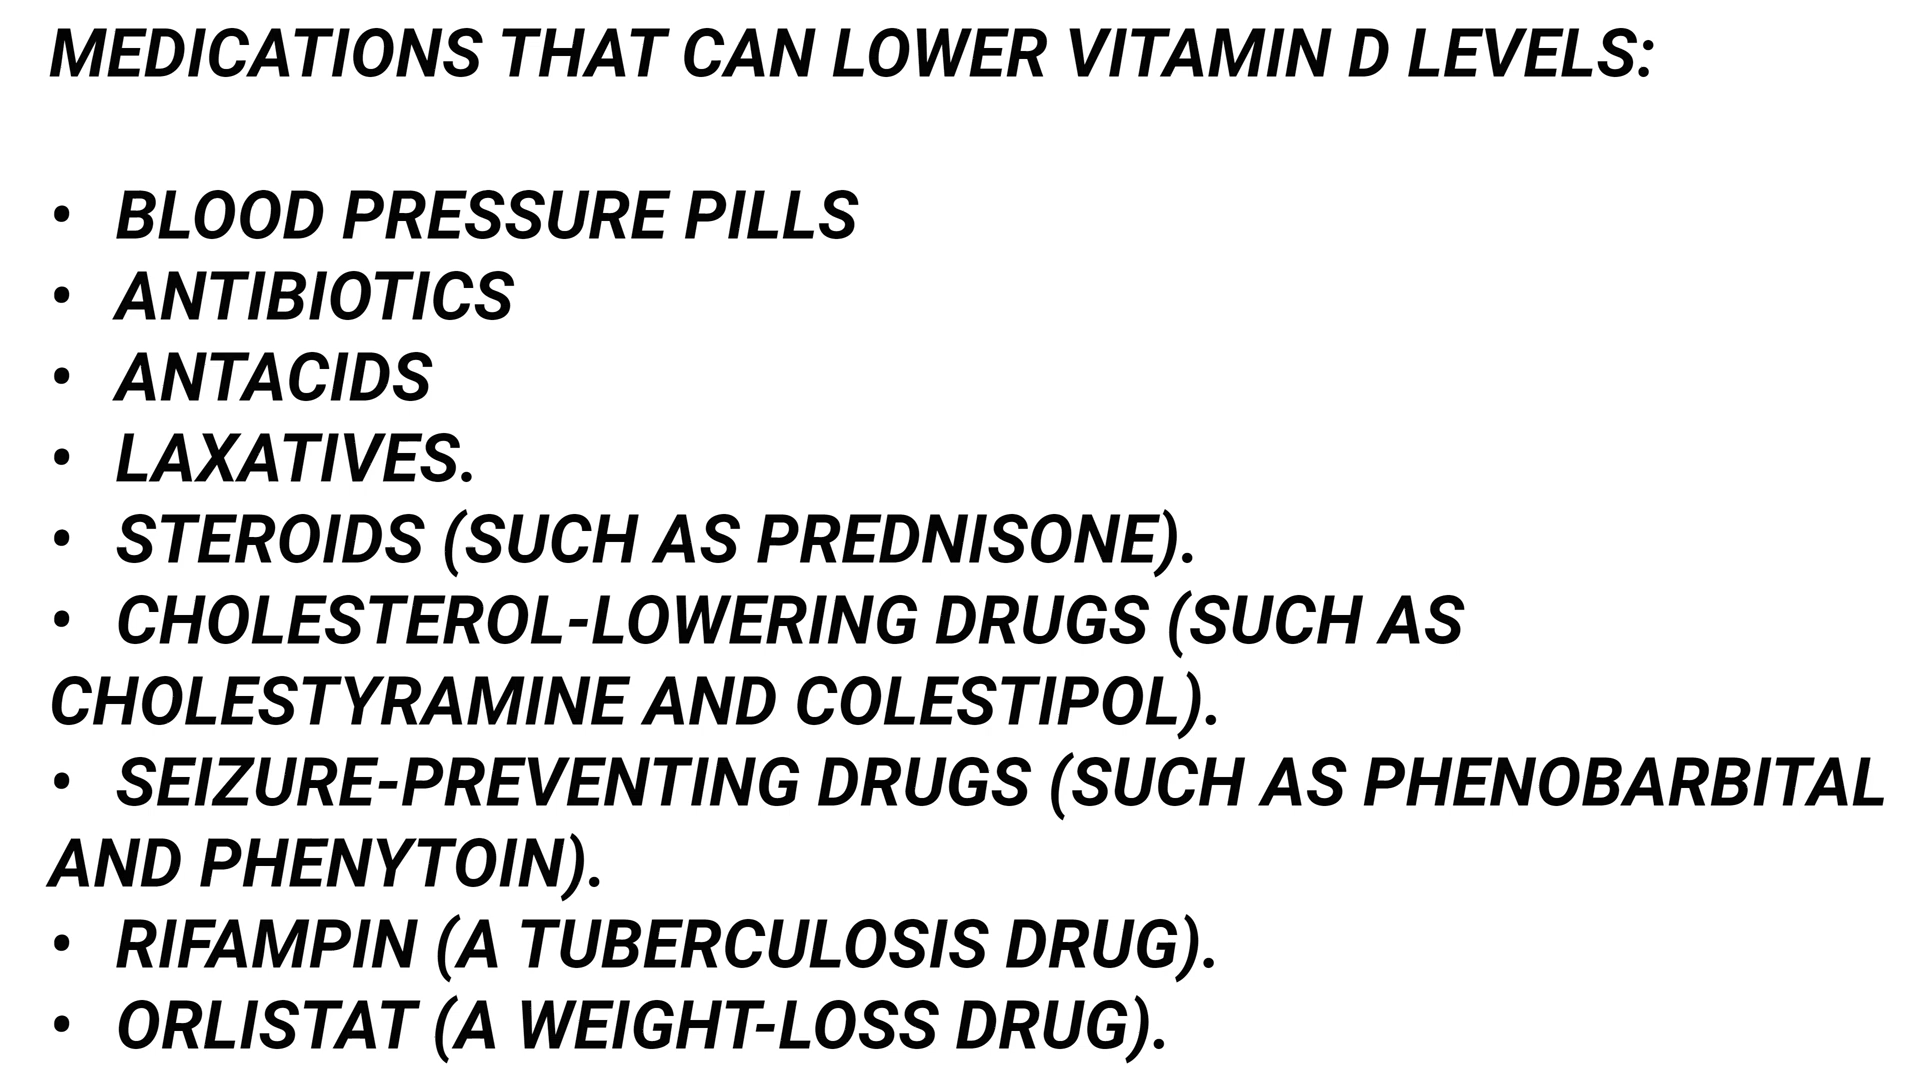 MEDICATIONS THAT CAN LOWER VITAMIN D LEVELS:
• BLOOD PRESSURE PILLS
• ANTIBIOTICS
• ANTACIDS
• LAXATIVES.
• STEROIDS (SUCH AS PREDNISONE).
• CHOLESTEROL-LOWERING DRUGS (SUCH AS
CHOLESTYRAMINE AND COLESTIPOL).
• SEIZURE-PREVENTING DRUGS (SUCH AS PHENOBARBITAL
AND PHENYTOIN).
• RIFAMPIN (A TUBERCULOSIS DRUG).
• ORLISTAT (A WEIGHT-LOSS DRUG).